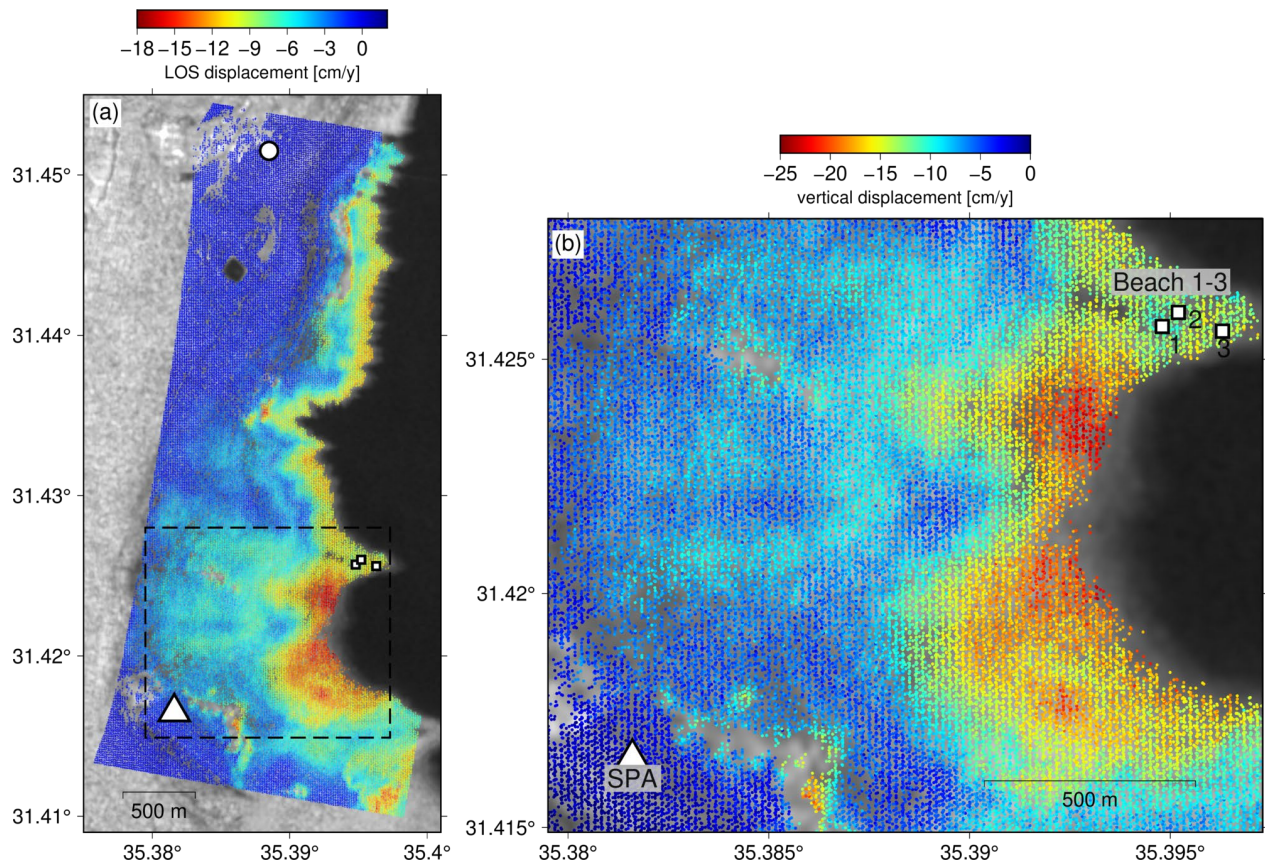 −18 −15 −12 −9 −6 −3 0
LOS displacement [cm/y]
(a)
31.45°
31.44°
31.43°
31.42°
31.41°
500 m
35.38 35.39 35.4°
−25 −20 −15 −10 −5 0
vertical displacement [cm/y]
(b)
Beach 1-3
2
1
3
31.425°
31.42°
31.415°
SPA
500 m
35.38° 35.385° 35.39° 35.395°